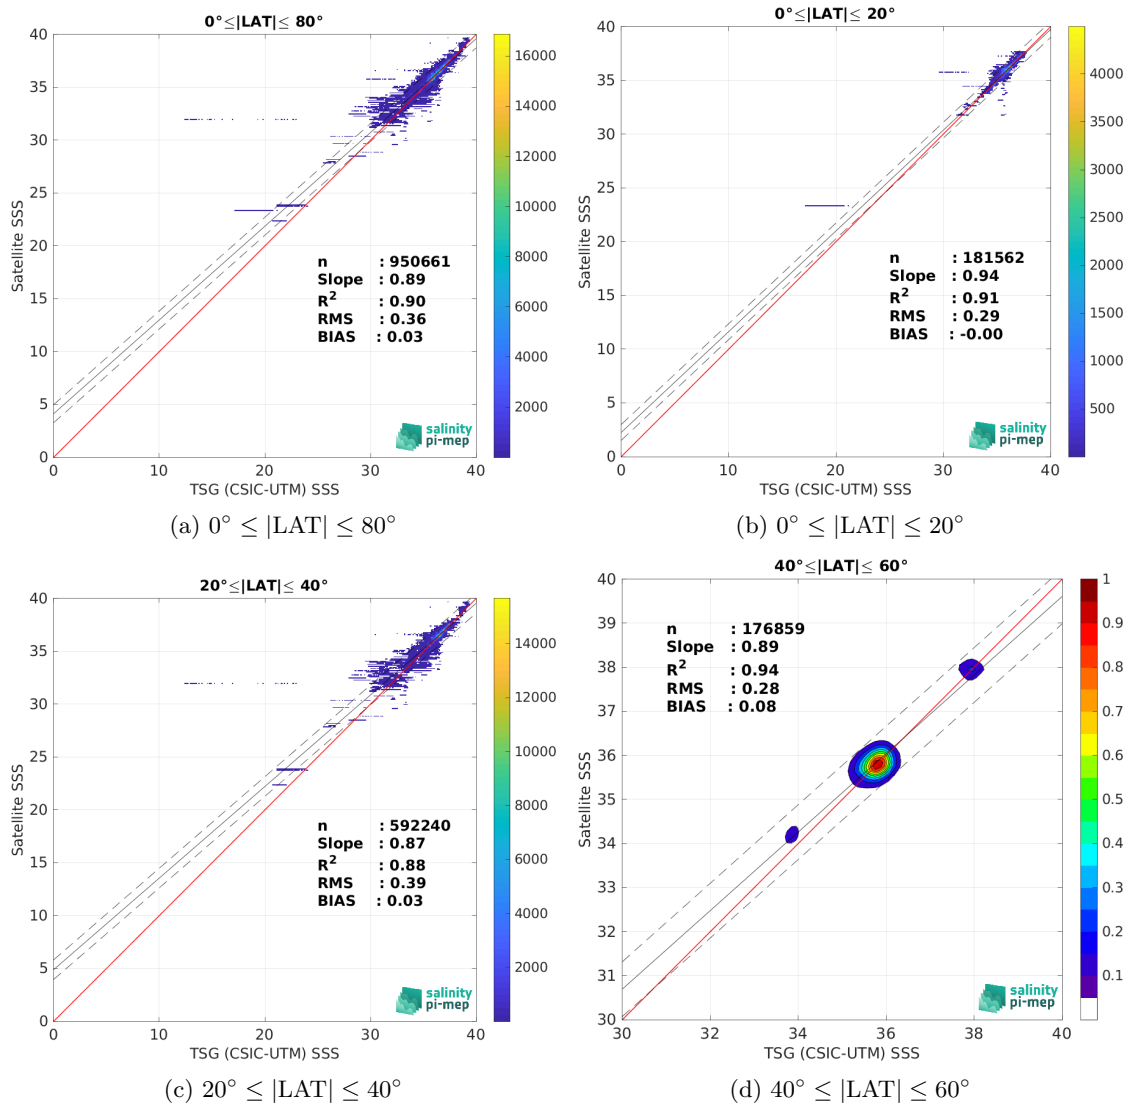 0°≤|LAT|≤ 80°
40
35
30
25
20
15
10
5
0
Satellite SSS
n : 950661
Slope : 0.89
R² : 0.90
RMS : 0.36
BIAS : 0.03
salinity
pi-mep
0 10 20 30 40
TSG (CSIC-UTM) SSS
16000
14000
12000
10000
8000
6000
4000
2000
(a) 0° ≤ |LAT| ≤ 80°
0°≤|LAT|≤ 20°
40
35
30
25
20
15
10
5
0
Satellite SSS
n : 181562
Slope : 0.94
R² : 0.91
RMS : 0.29
BIAS : -0.00
salinity
pi-mep
0 10 20 30 40
TSG (CSIC-UTM) SSS
4000
3500
3000
2500
2000
1500
1000
500
(b) 0° ≤ |LAT| ≤ 20°
20°≤|LAT|≤ 40°
40
35
30
25
20
15
10
5
0
Satellite SSS
n : 592240
Slope : 0.87
R² : 0.88
RMS : 0.39
BIAS : 0.03
salinity
pi-mep
0 10 20 30 40
TSG (CSIC-UTM) SSS
14000
12000
10000
8000
6000
4000
2000
0
(c) 20° ≤ |LAT| ≤ 40°
40°≤|LAT|≤ 60°
40
39
38
37
36
35
34
33
32
31
30
Satellite SSS
n : 176859
Slope : 0.89
R² : 0.94
RMS : 0.28
BIAS : 0.08
salinity
pi-mep
30 32 34 36 38 40
TSG (CSIC-UTM) SSS
1
0.9
0.8
0.7
0.6
0.5
0.4
0.3
0.2
0.1
(d) 40° ≤ |LAT| ≤ 60°